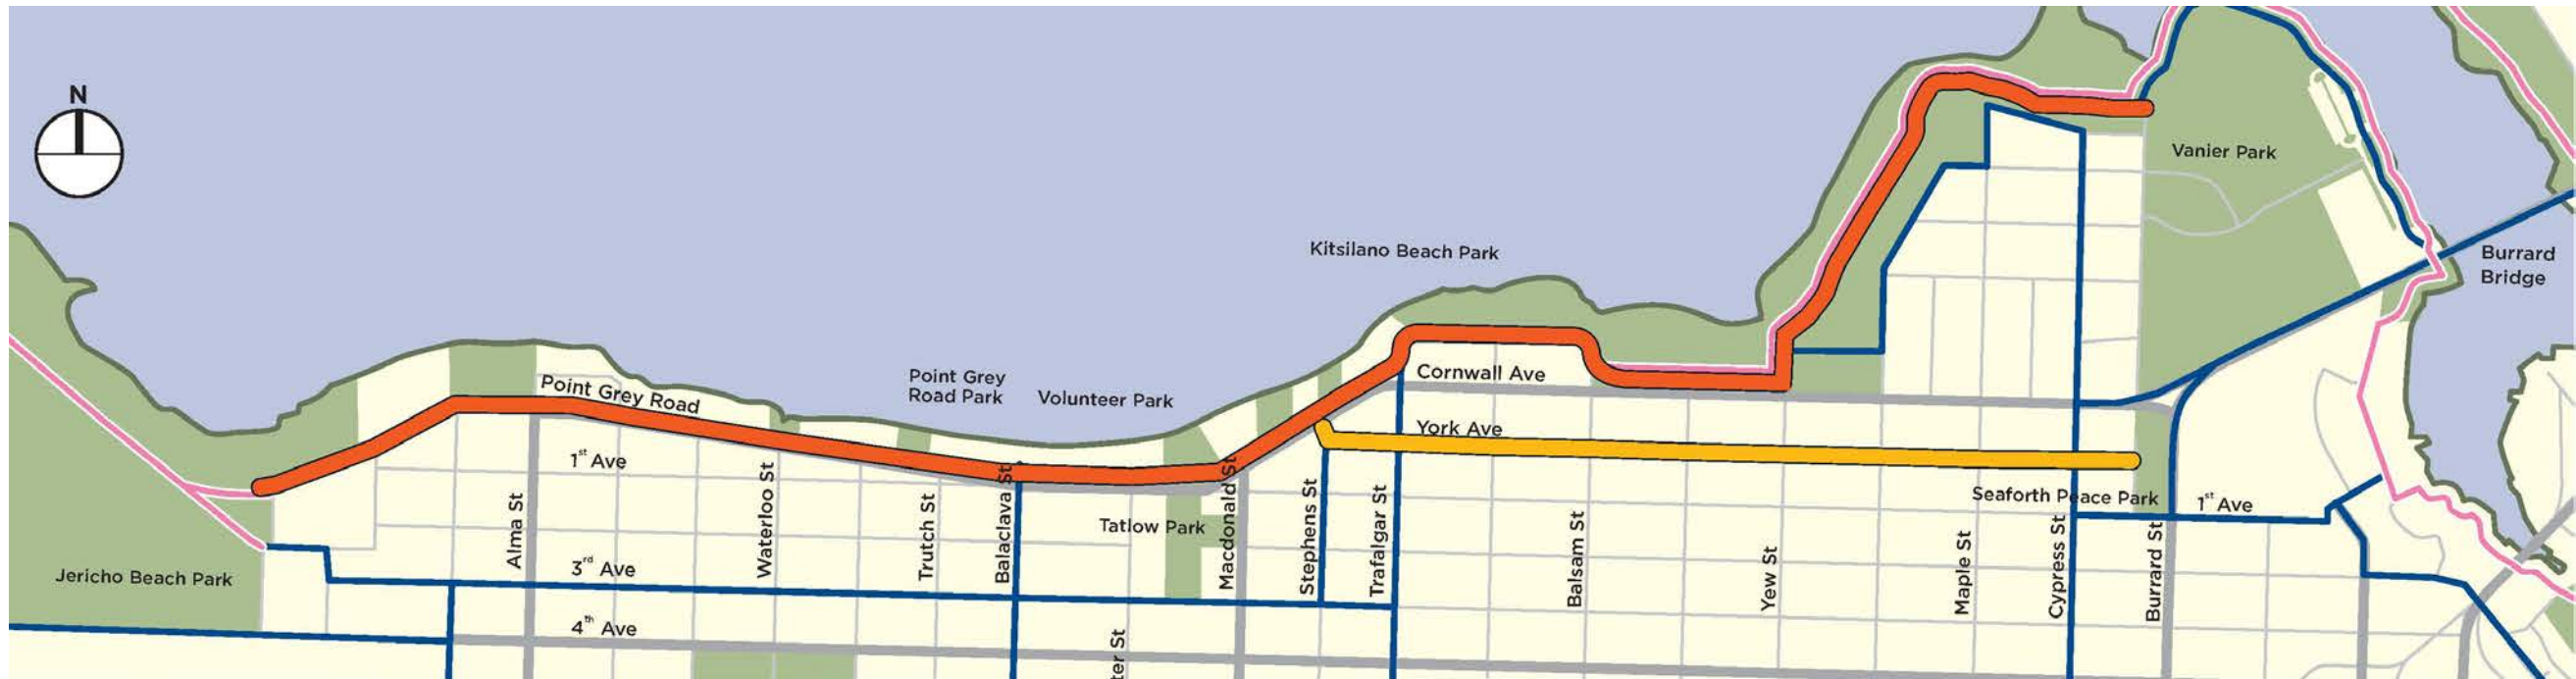 N
Kitsilano Beach Park
Vanier Park
Burrard
Bridge
Point Grey Road
Point Grey
Road Park
Volunteer Park
Cornwall Ave
York Ave
1st Ave
Seaforth Peace Park
1st Ave
Jericho Beach Park
Alma St
3rd Ave
4th Ave
Waterloo St
Trutch St
Balaclava St
Tatlow Park
ter St
Macdonald St
Stephens St
Trafalgar St
Balsam St
Yew St
Maple St
Cypress St
Burrard St